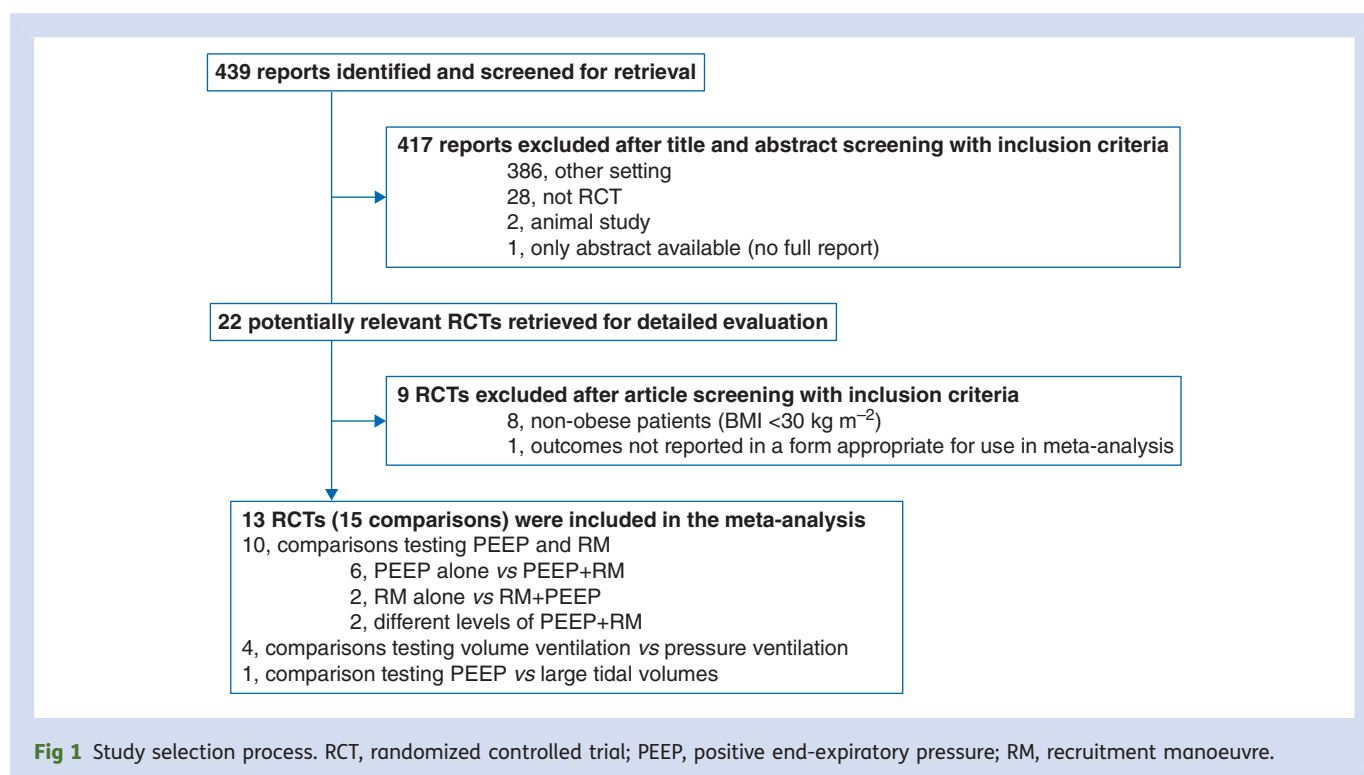 439 reports identified and screened for retrieval
417 reports excluded after title and abstract screening with inclusion criteria
386, other setting
28, not RCT
2, animal study
1, only abstract available (no full report)
22 potentially relevant RCTs retrieved for detailed evaluation
9 RCTs excluded after article screening with inclusion criteria
8, non-obese patients (BMI <30 kg m⁻²)
1, outcomes not reported in a form appropriate for use in meta-analysis
13 RCTs (15 comparisons) were included in the meta-analysis
10, comparisons testing PEEP and RM
6, PEEP alone vs PEEP+RM
2, RM alone vs RM+PEEP
2, different levels of PEEP+RM
4, comparisons testing volume ventilation vs pressure ventilation
1, comparison testing PEEP vs large tidal volumes
Fig 1 Study selection process. RCT, randomized controlled trial; PEEP, positive end-expiratory pressure; RM, recruitment manoeuvre.